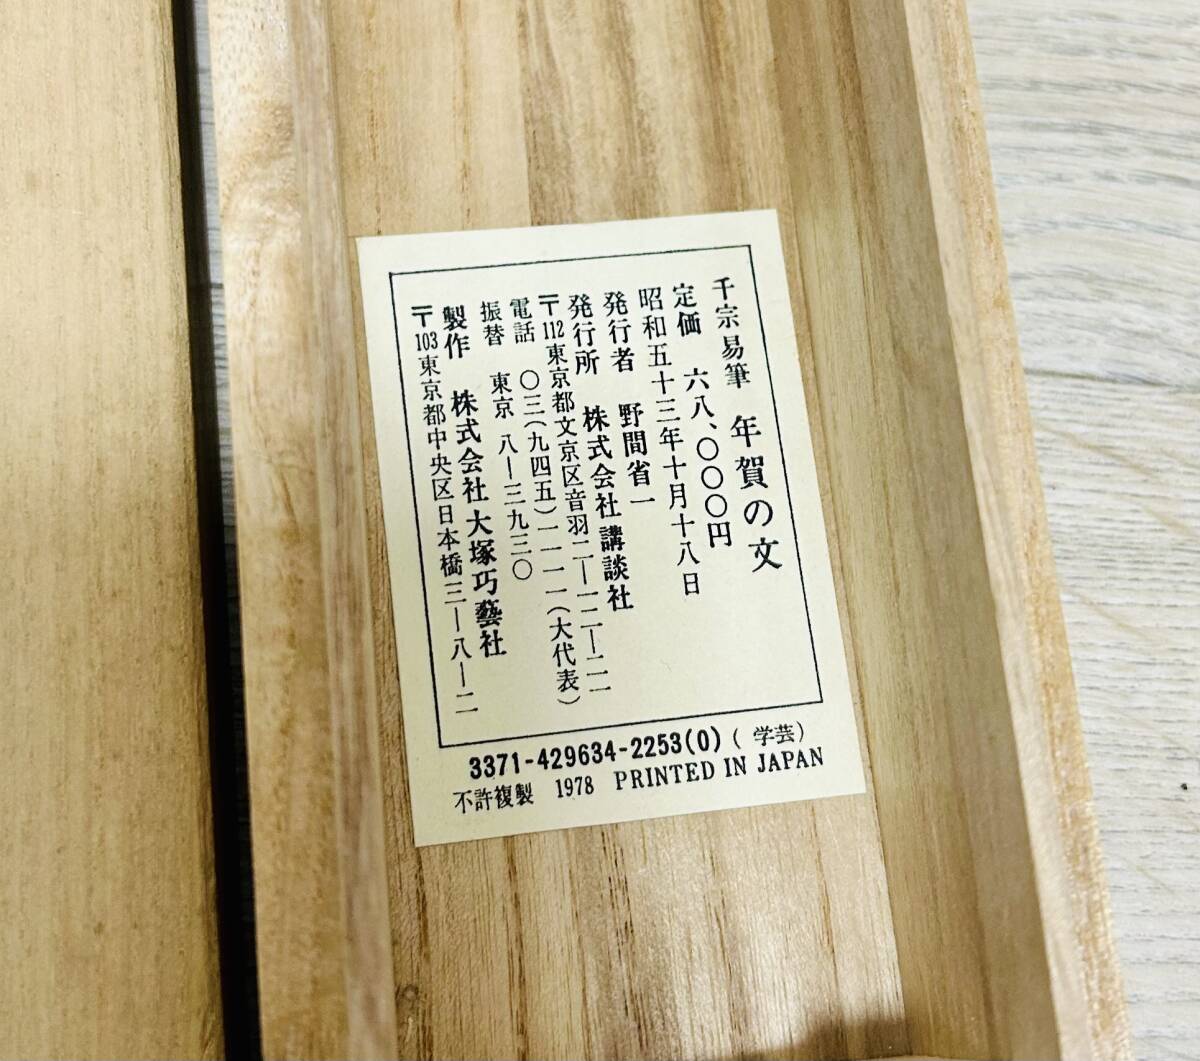 千宗易筆 年賀の文
定価 六八、〇〇〇円
昭和五十三年十月十八日
発行者 野間省一
発行所 株式会社 講談社
〒112東京都文京区音羽二―一二―二一
電話 〇三(九四五)一一一一(大代表)
振替 東京 八―三九三〇
製作 株式会社 大塚巧藝社
〒103東京都中央区日本橋三―八―二
3371-429634-2253(0) (学芸)
不許複製 1978 PRINTED IN JAPAN